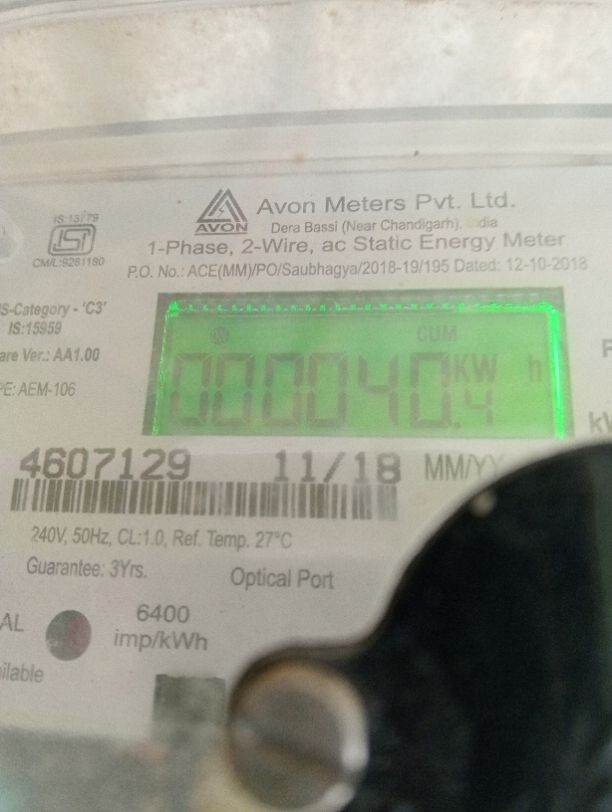 IS:13779
ISI
CM/L:9261180
AVON
Avon Meters Pvt. Ltd.
Dera Bassi (Near Chandigarh),
1-Phase, 2-Wire, ac Static Energy Meter
P.O. No.: ACE(MM)/PO/Saubhagya/2018-19/195 Dated: 12-10-2018
S-Category - 'C3'
IS:15959
are Ver.: AA1.00
PE: AEM-106
CUM
000040.4 KW h
4607129 11/18 MM/YY
240V, 50Hz, CL:1.0, Ref. Temp. 27°C
Guarantee: 3Yrs.
Optical Port
AL
6400
imp/kWh
ilable